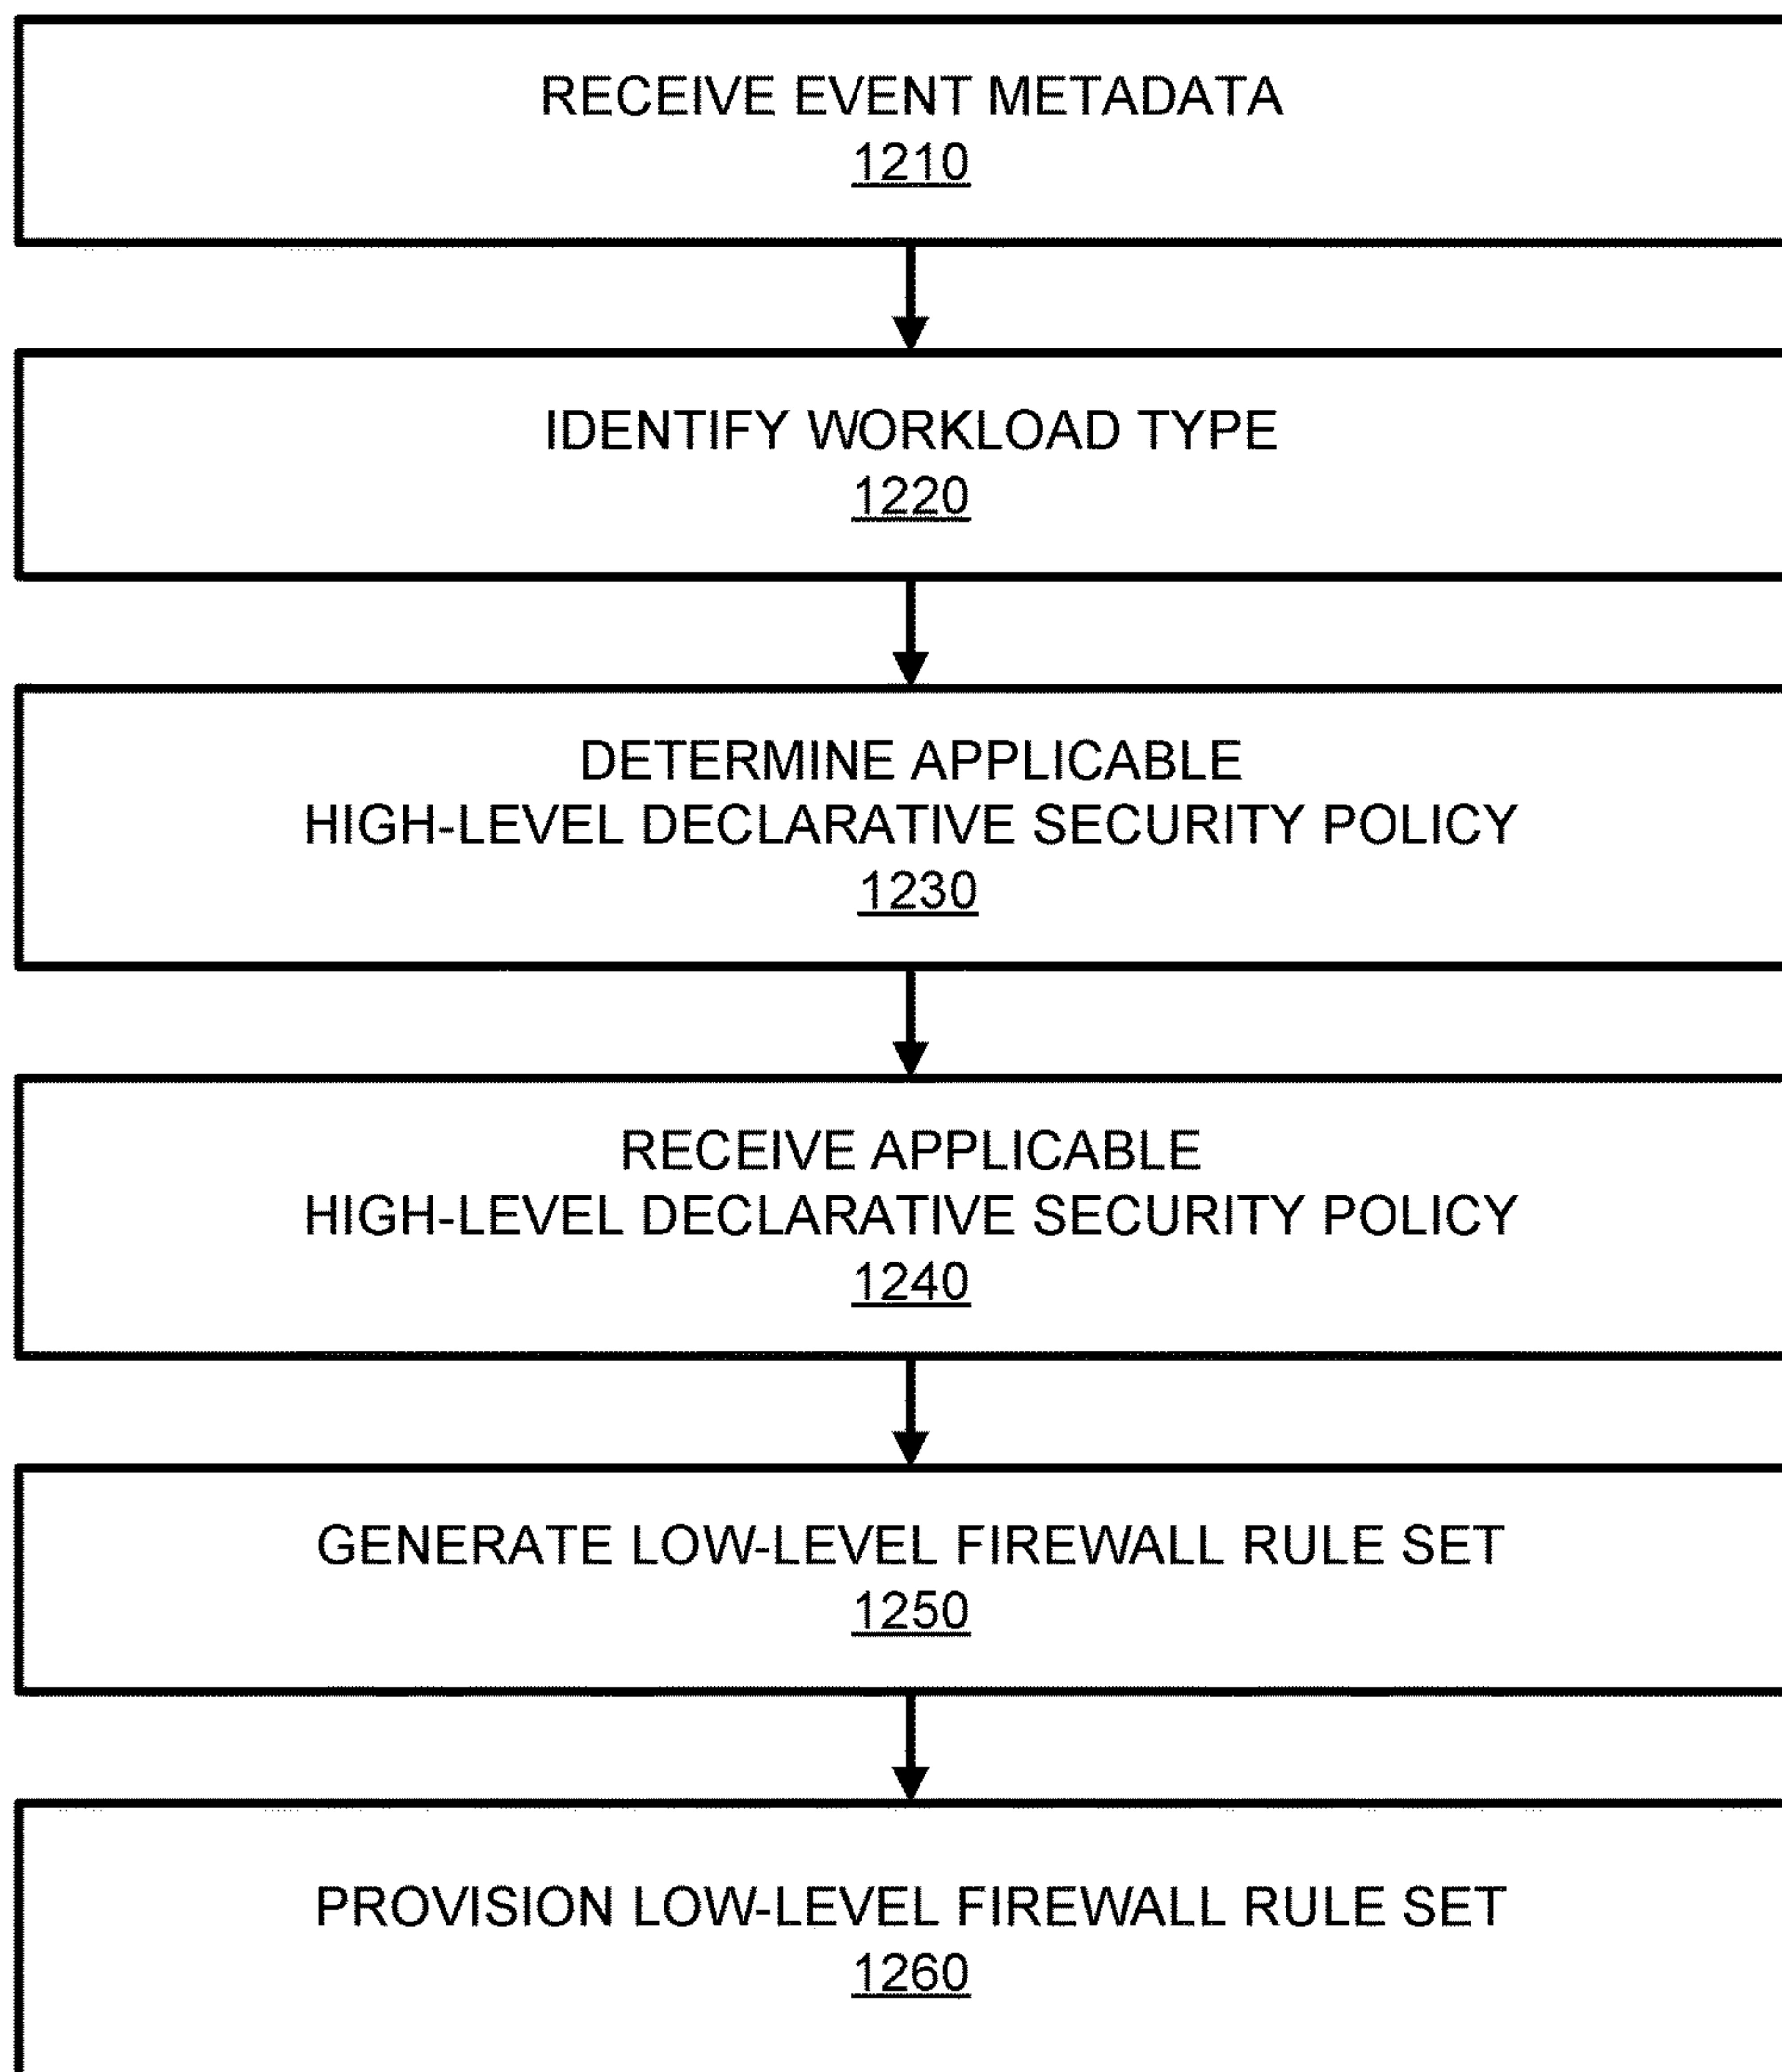 RECEIVE EVENT METADATA
1210
IDENTIFY WORKLOAD TYPE
1220
DETERMINE APPLICABLE
HIGH-LEVEL DECLARATIVE SECURITY POLICY
1230
RECEIVE APPLICABLE
HIGH-LEVEL DECLARATIVE SECURITY POLICY
1240
GENERATE LOW-LEVEL FIREWALL RULE SET
1250
PROVISION LOW-LEVEL FIREWALL RULE SET
1260